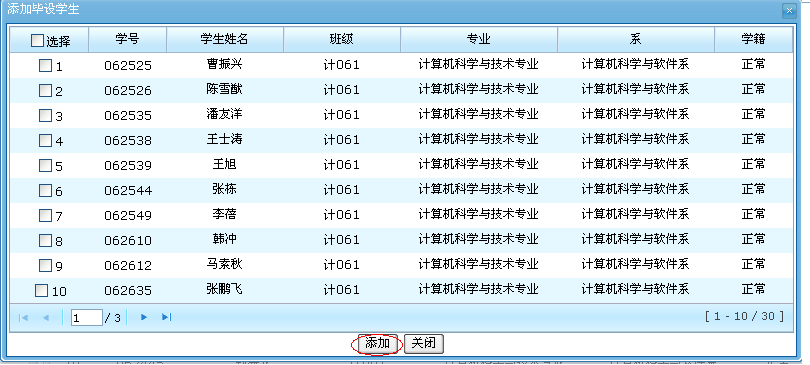 添加毕设学生
选择 学号 学生姓名 班级 专业 系 学籍
1 062525 曹振兴 计061 计算机科学与技术专业 计算机科学与软件系 正常
2 062526 陈雪猷 计061 计算机科学与技术专业 计算机科学与软件系 正常
3 062535 潘友洋 计061 计算机科学与技术专业 计算机科学与软件系 正常
4 062538 王士涛 计061 计算机科学与技术专业 计算机科学与软件系 正常
5 062539 王旭 计061 计算机科学与技术专业 计算机科学与软件系 正常
6 062544 张栋 计061 计算机科学与技术专业 计算机科学与软件系 正常
7 062549 李蓓 计061 计算机科学与技术专业 计算机科学与软件系 正常
8 062610 韩冲 计061 计算机科学与技术专业 计算机科学与软件系 正常
9 062612 马索秋 计061 计算机科学与技术专业 计算机科学与软件系 正常
10 062635 张鹏飞 计061 计算机科学与技术专业 计算机科学与软件系 正常
1 / 3 [ 1 - 10 / 30 ]
添加 关闭